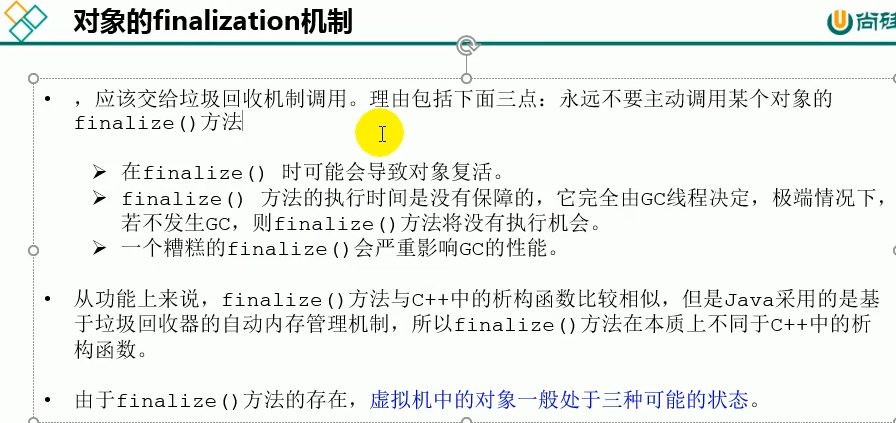 对象的finalization机制
尚硅
• ，应该交给垃圾回收机制调用。理由包括下面三点：永远不要主动调用某个对象的
finalize()方法
➢ 在finalize() 时可能会导致对象复活。
➢ finalize() 方法的执行时间是没有保障的，它完全由GC线程决定，极端情况下，
若不发生GC，则finalize()方法将没有执行机会。
➢ 一个糟糕的finalize()会严重影响GC的性能。
• 从功能上来说，finalize()方法与C++中的析构函数比较相似，但是Java采用的是基
于垃圾回收器的自动内存管理机制，所以finalize()方法在本质上不同于C++中的析
构函数。
• 由于finalize()方法的存在，虚拟机中的对象一般处于三种可能的状态。